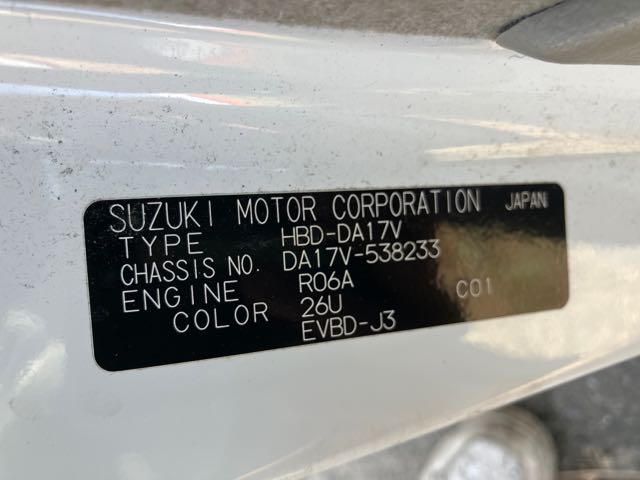 SUZUKI MOTOR CORPORATION JAPAN
TYPE HBD-DA17V
CHASSIS NO. DA17V-538233
ENGINE R06A C01
COLOR 26U
EVBD-J3